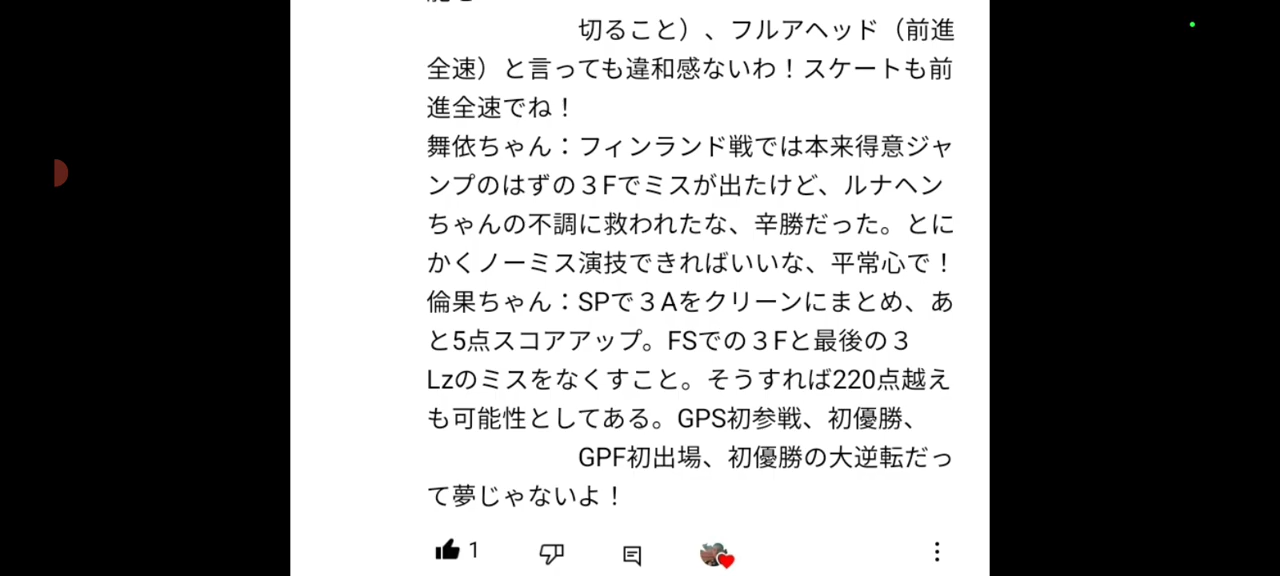 切ること）、フルアヘッド（前進
全速）と言っても違和感ないわ！スケートも前
進全速でね！
舞依ちゃん：フィンランド戦では本来得意ジャ
ンプのはずの３Fでミスが出たけど、ルナヘン
ちゃんの不調に救われたな、辛勝だった。とに
かくノーミス演技できればいいな、平常心で！
倫果ちゃん：SPで３Aをクリーンにまとめ、あ
と5点スコアアップ。FSでの３Fと最後の３
Lzのミスをなくすこと。そうすれば220点越え
も可能性としてある。GPS初参戦、初優勝、
GPF初出場、初優勝の大逆転だっ
て夢じゃないよ！
1